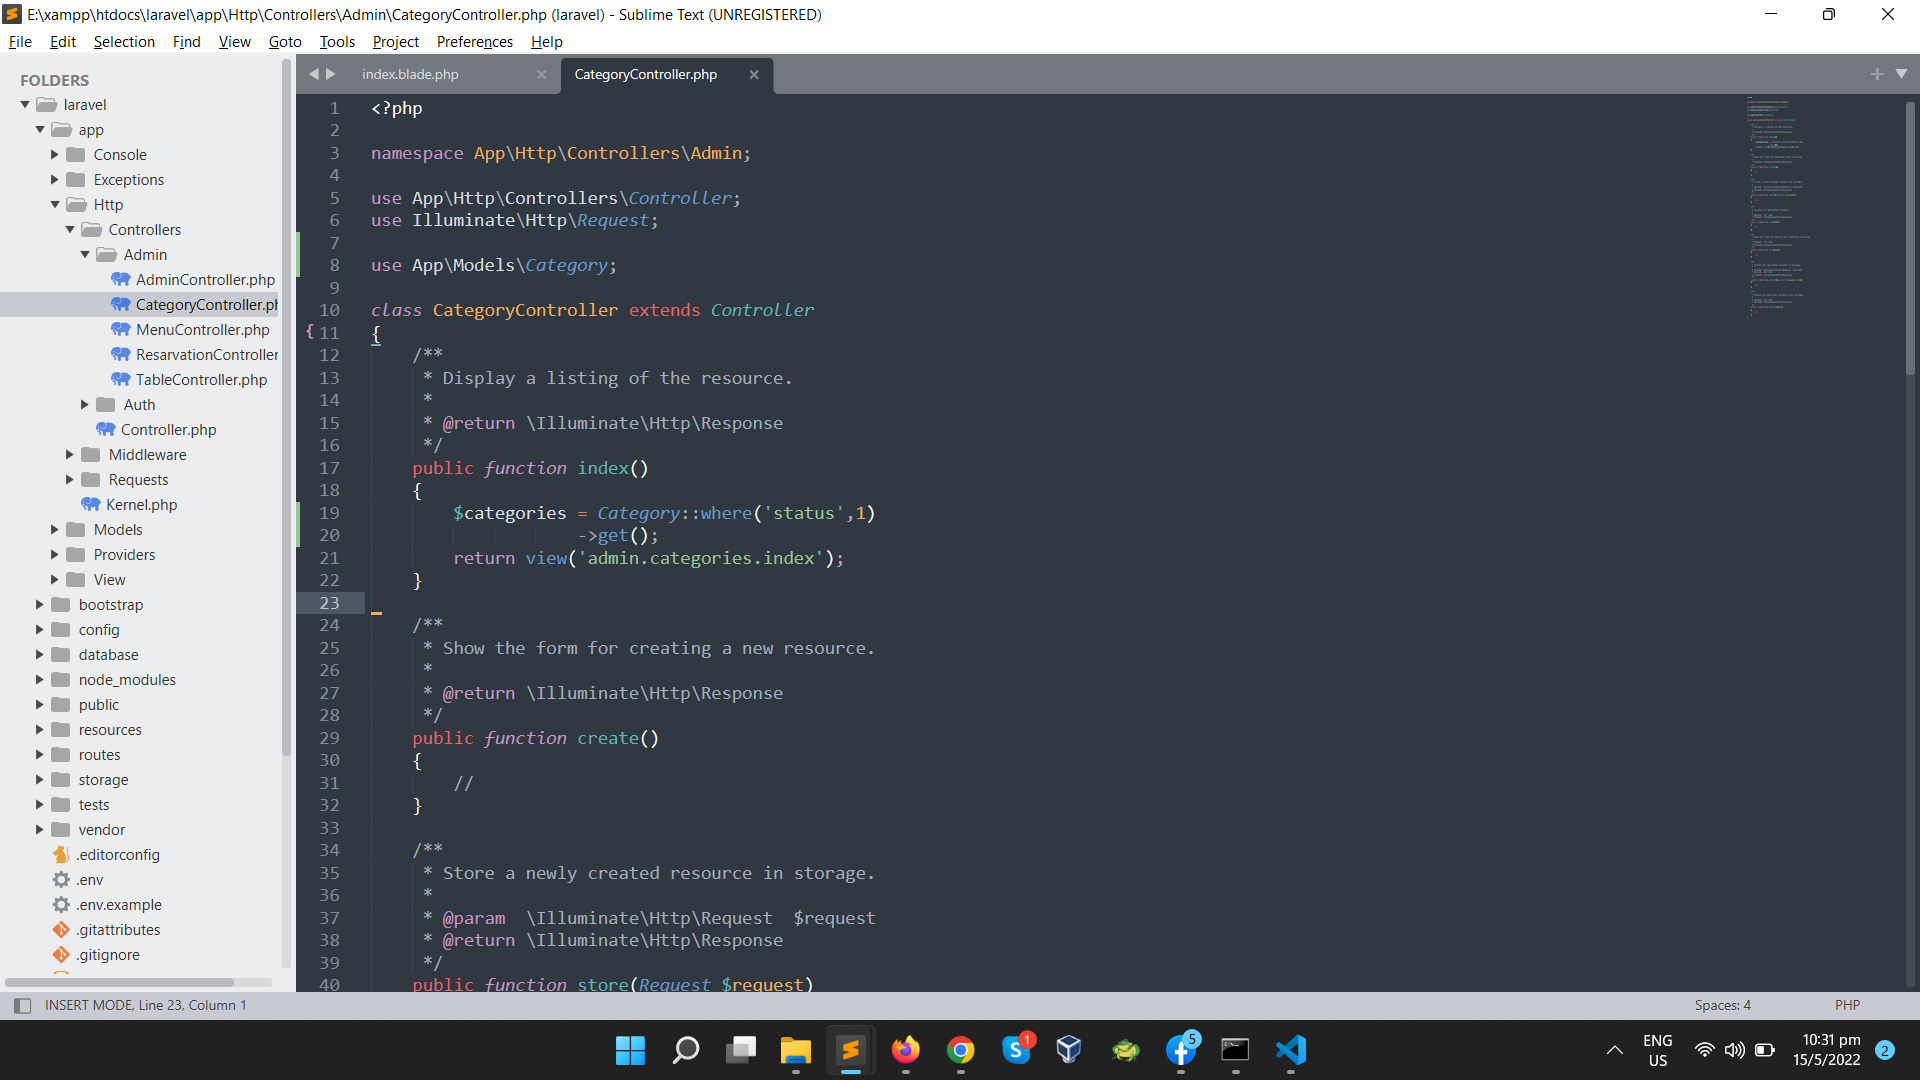 E:\xampp\htdocs\laravel\app\Http\Controllers\Admin\CategoryController.php (laravel) - Sublime Text (UNREGISTERED)
File Edit Selection Find View Goto Tools Project Preferences Help
FOLDERS
laravel
app
Console
Exceptions
Http
Controllers
Admin
AdminController.php
CategoryController.ph
MenuController.php
ResarvationController
TableController.php
Auth
Controller.php
Middleware
Requests
Kernel.php
Models
Providers
View
bootstrap
config
database
node_modules
public
resources
routes
storage
tests
vendor
.editorconfig
.env
.env.example
.gitattributes
.gitignore
index.blade.php
CategoryController.php
1 <?php
2
3 namespace App\Http\Controllers\Admin;
4
5 use App\Http\Controllers\Controller;
6 use Illuminate\Http\Request;
7
8 use App\Models\Category;
9
10 class CategoryController extends Controller
{ 11 {
12     /**
13      * Display a listing of the resource.
14      *
15      * @return \Illuminate\Http\Response
16      */
17     public function index()
18     {
19         $categories = Category::where('status',1)
20                     ->get();
21         return view('admin.categories.index');
22     }
23
24     /**
25      * Show the form for creating a new resource.
26      *
27      * @return \Illuminate\Http\Response
28      */
29     public function create()
30     {
31         //
32     }
33
34     /**
35      * Store a newly created resource in storage.
36      *
37      * @param  \Illuminate\Http\Request  $request
38      * @return \Illuminate\Http\Response
39      */
40     public function store(Request $request)
INSERT MODE, Line 23, Column 1
Spaces: 4
PHP
1
5
ENG
US
10:31 pm
15/5/2022
2